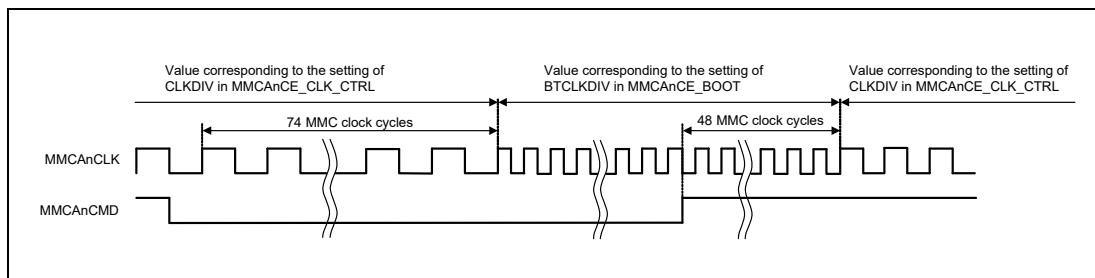 Value corresponding to the setting of
CLKDIV in MMCAnCE_CLK_CTRL
Value corresponding to the setting of
BTCLKDIV in MMCAnCE_BOOT
Value corresponding to the setting of
CLKDIV in MMCAnCE_CLK_CTRL
74 MMC clock cycles
48 MMC clock cycles
MMCAnCLK
MMCAnCMD